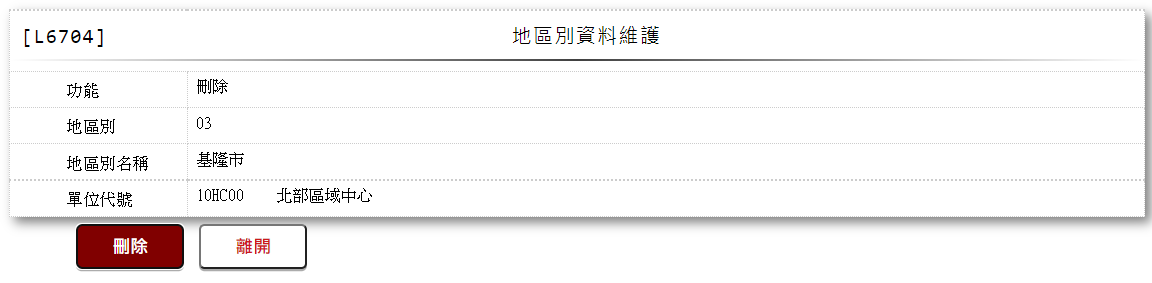 [L6704] 地區別資料維護
功能 刪除
地區別 03
地區別名稱 基隆市
單位代號 10HC00 北部區域中心
刪除 離開